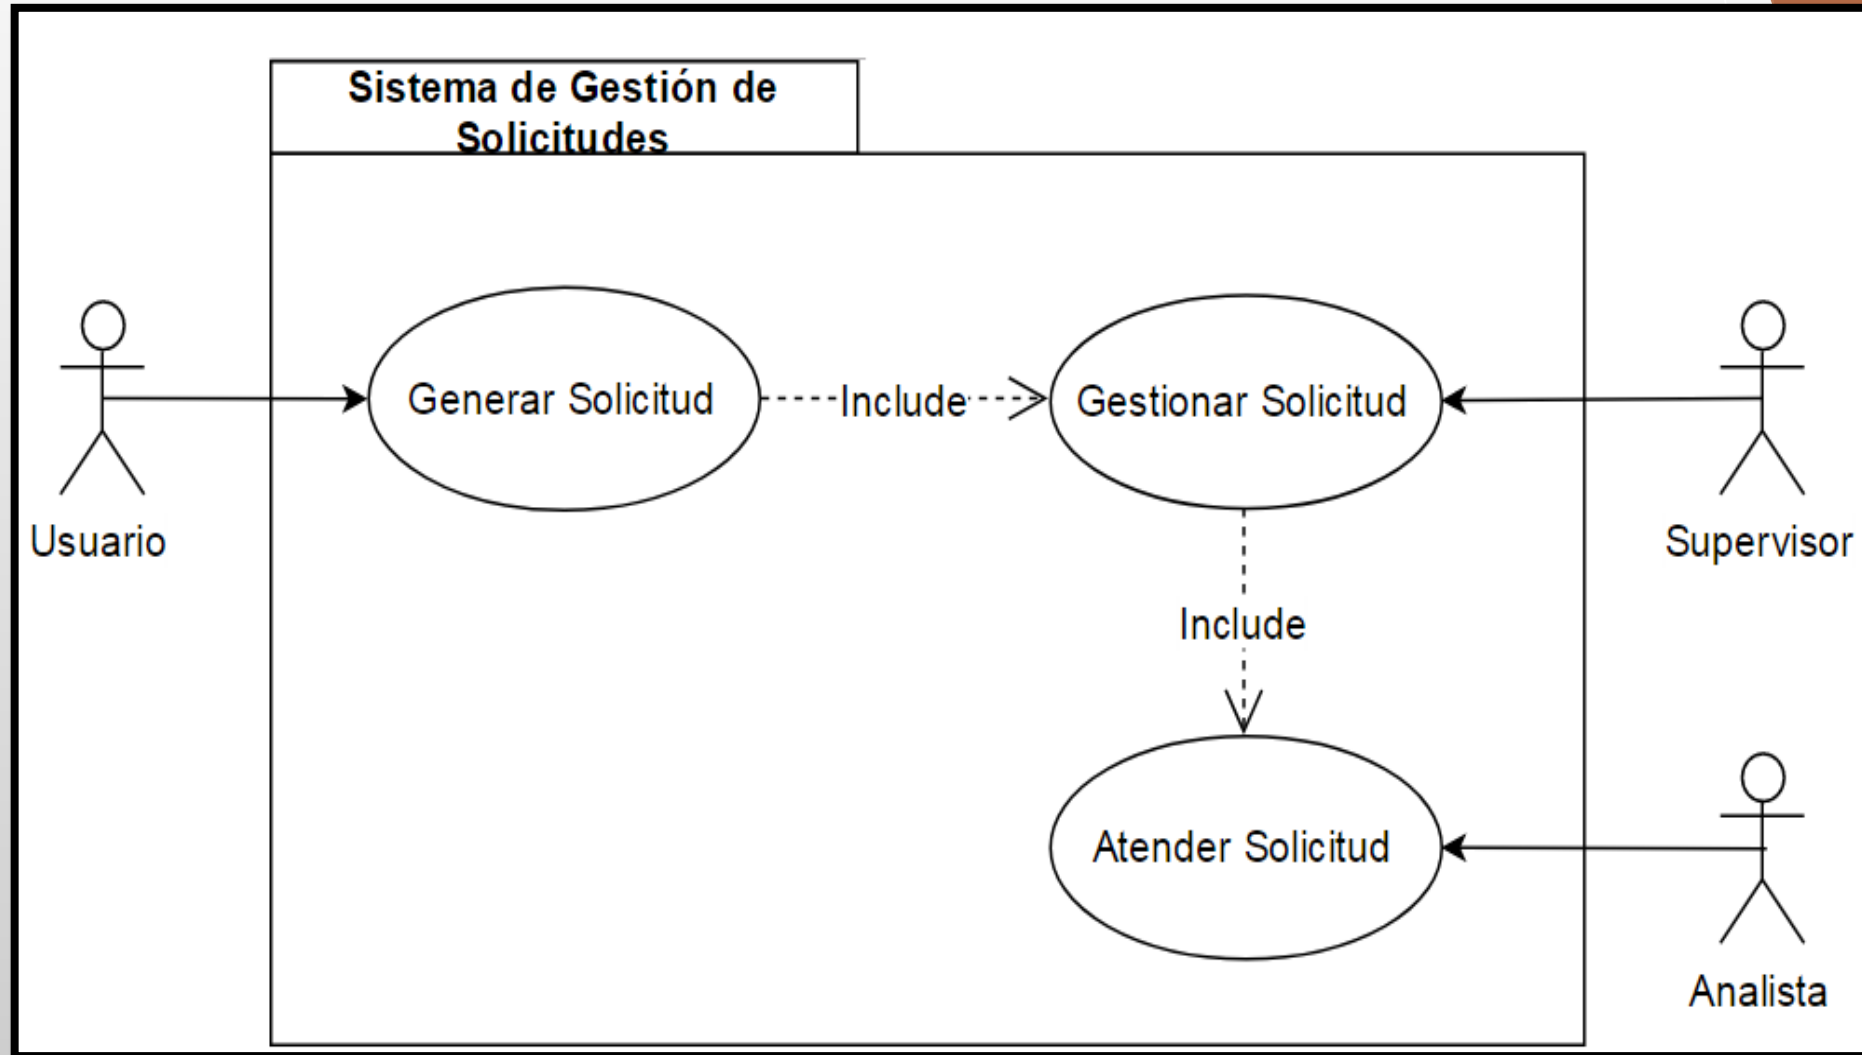 Sistema de Gestión de
Solicitudes
Generar Solicitud
Include
Gestionar Solicitud
Usuario
Supervisor
Include
Atender Solicitud
Analista